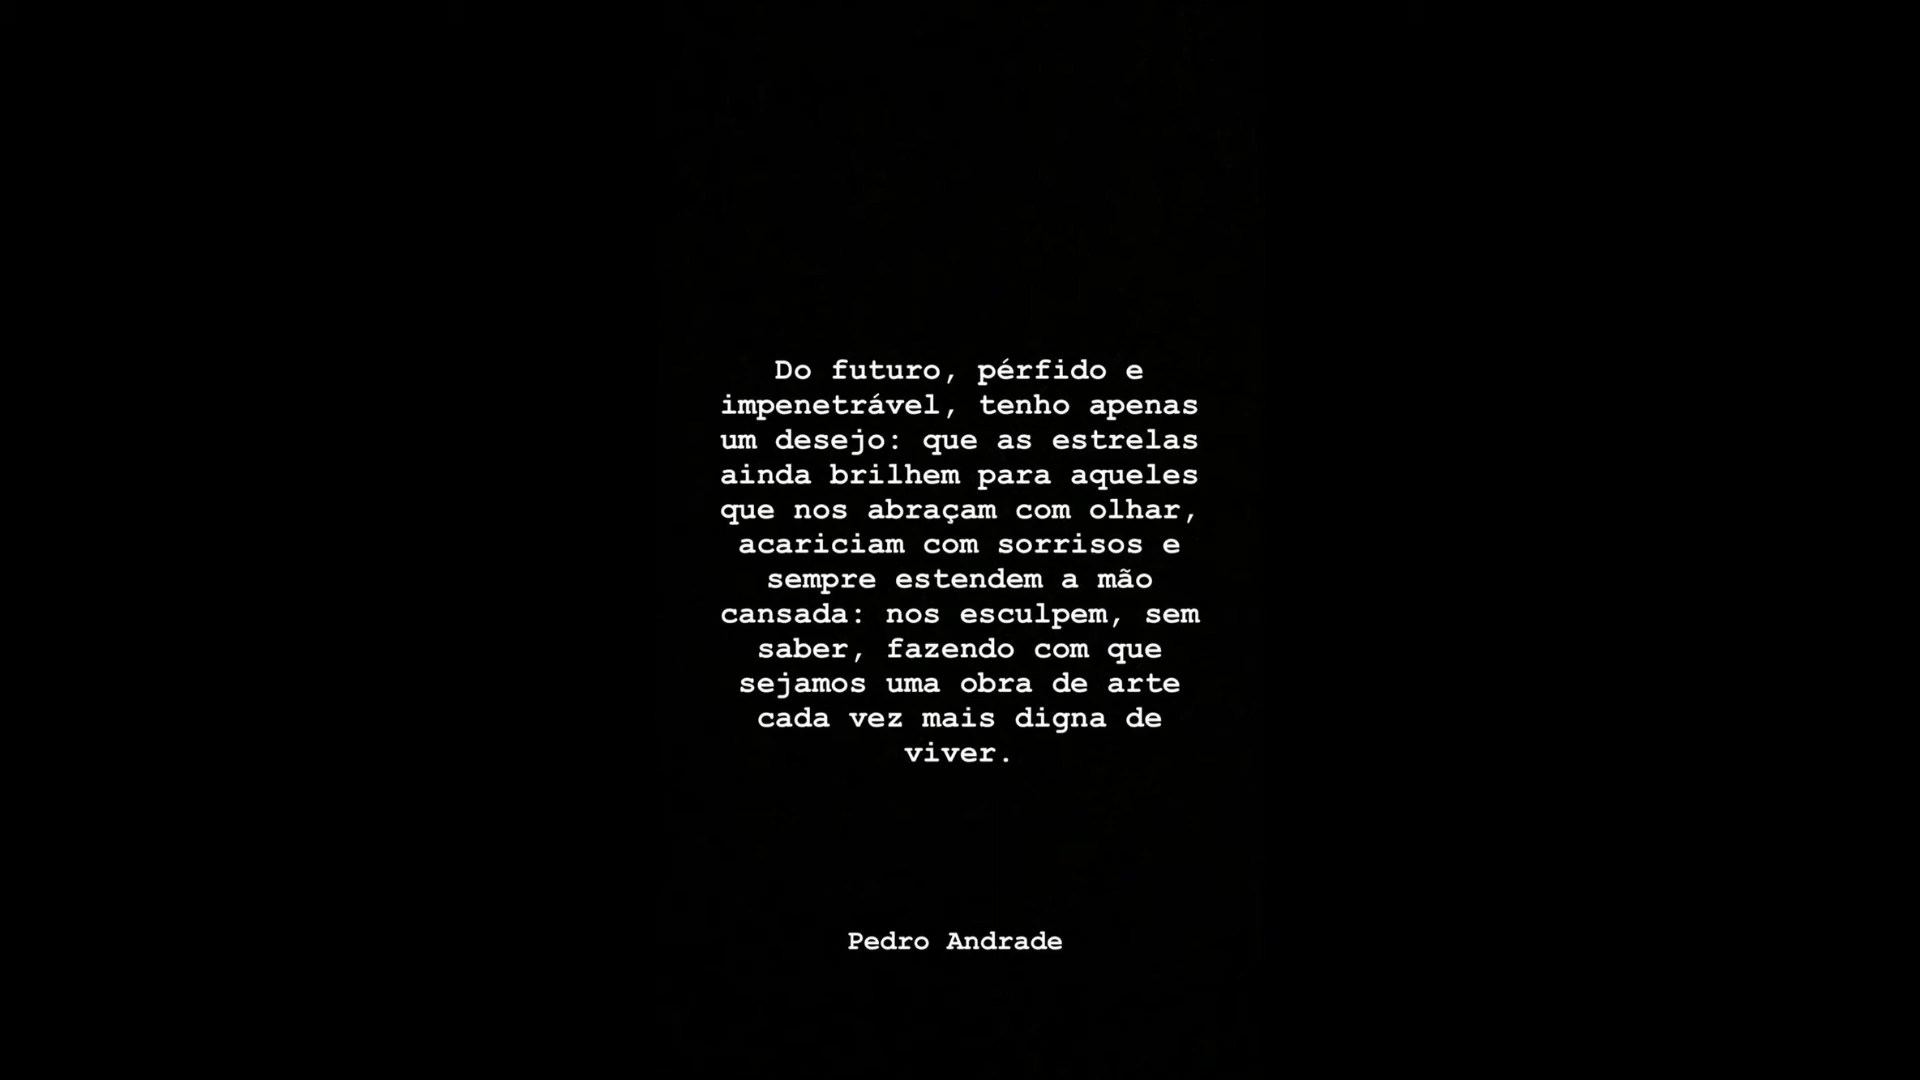 Do futuro, pérfido e
impenetrável, tenho apenas
um desejo: que as estrelas
ainda brilhem para aqueles
que nos abraçam com olhar,
acariciam com sorrisos e
sempre estendem a mão
cansada: nos esculpem, sem
saber, fazendo com que
sejamos uma obra de arte
cada vez mais digna de
viver.
Pedro Andrade